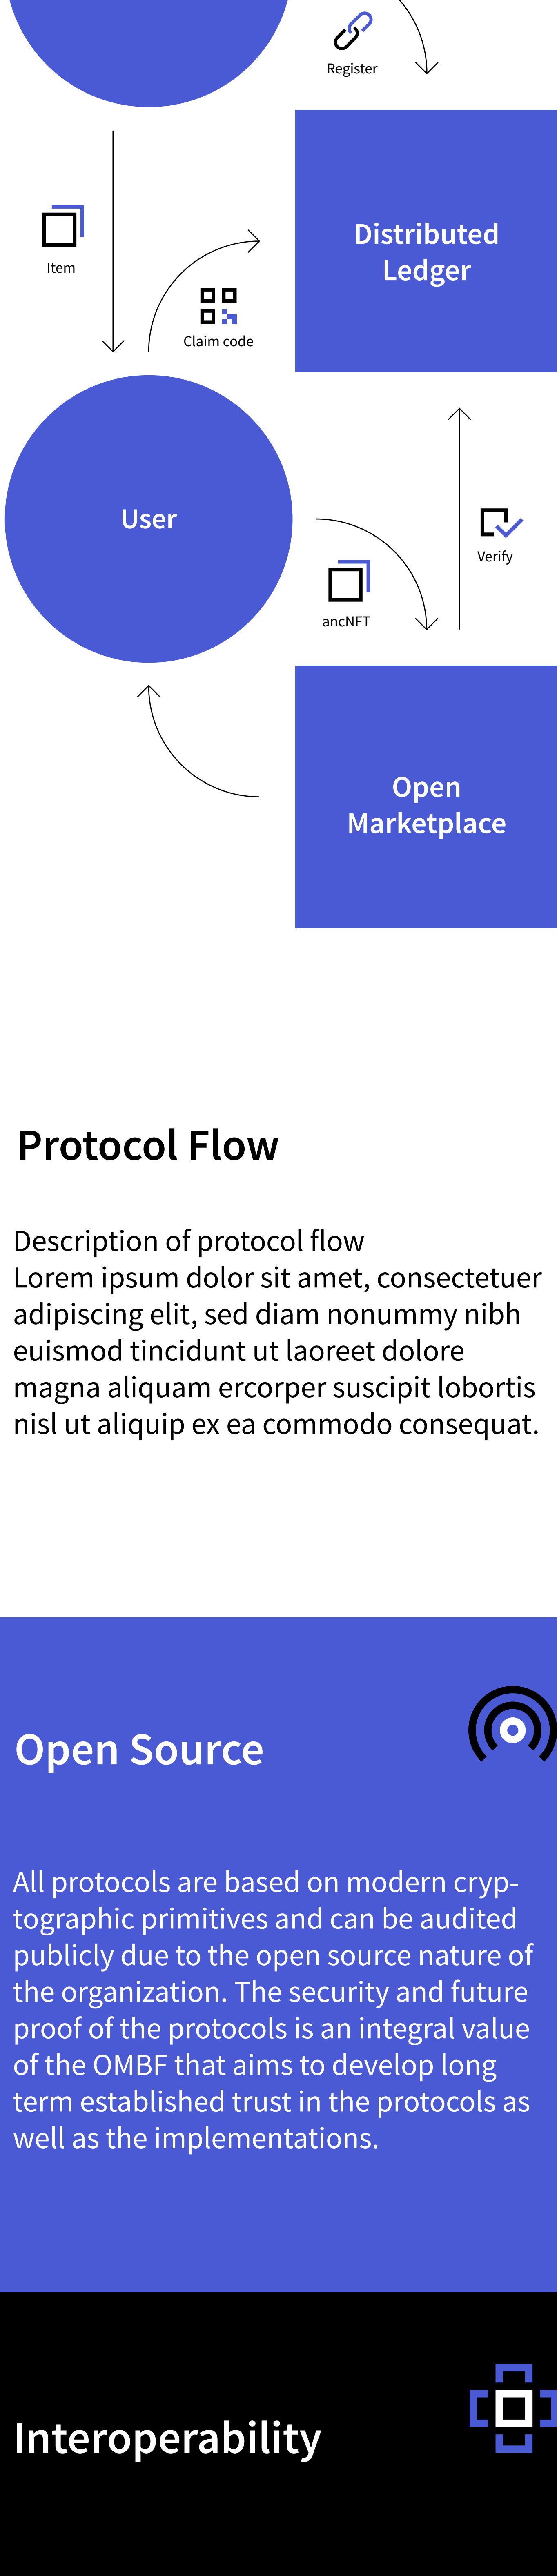 Register
Distributed
Ledger
Item
Claim code
User
Verify
ancNFT
Open
Marketplace
Protocol Flow
Description of protocol flow
Lorem ipsum dolor sit amet, consectetuer
adipiscing elit, sed diam nonummy nibh
euismod tincidunt ut laoreet dolore
magna aliquam ercorper suscipit lobortis
nisl ut aliquip ex ea commodo consequat.
Open Source
All protocols are based on modern cryp-
tographic primitives and can be audited
publicly due to the open source nature of
the organization. The security and future
proof of the protocols is an integral value
of the OMBF that aims to develop long
term established trust in the protocols as
well as the implementations.
Interoperability